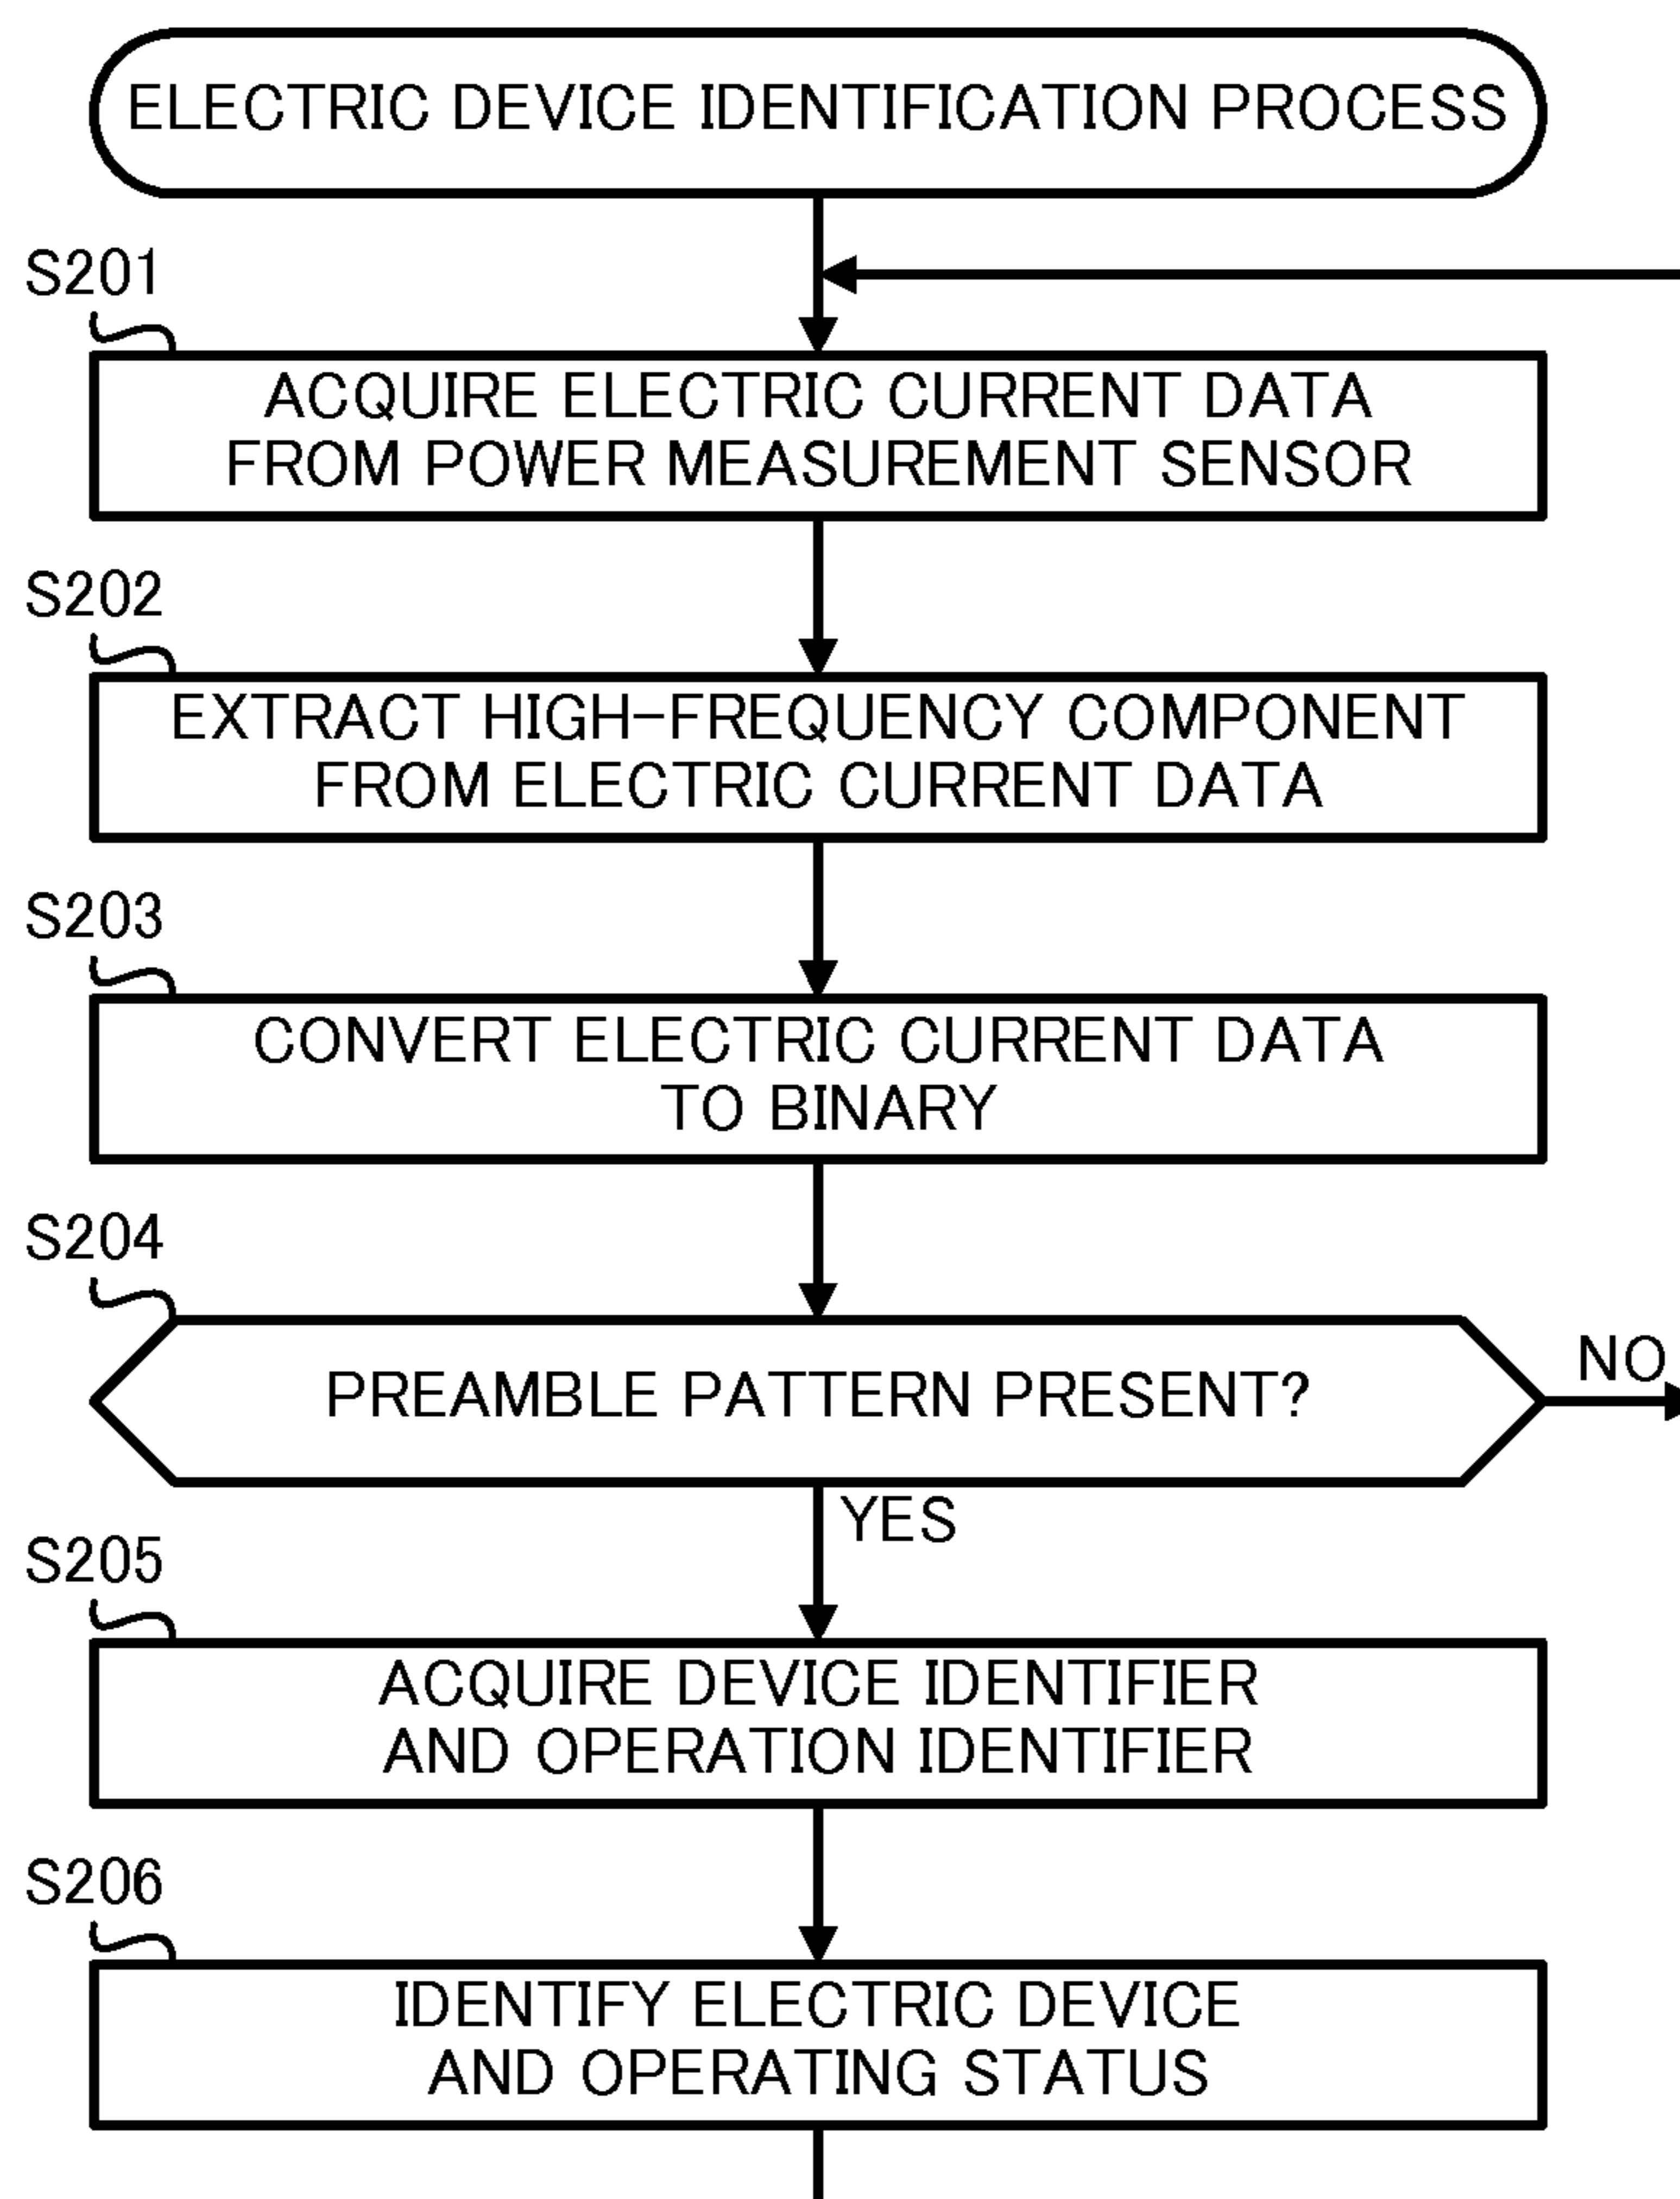 ELECTRIC DEVICE IDENTIFICATION PROCESS
S201
ACQUIRE ELECTRIC CURRENT DATA
FROM POWER MEASUREMENT SENSOR
S202
EXTRACT HIGH-FREQUENCY COMPONENT
FROM ELECTRIC CURRENT DATA
S203
CONVERT ELECTRIC CURRENT DATA
TO BINARY
S204
PREAMBLE PATTERN PRESENT?
NO
YES
S205
ACQUIRE DEVICE IDENTIFIER
AND OPERATION IDENTIFIER
S206
IDENTIFY ELECTRIC DEVICE
AND OPERATING STATUS